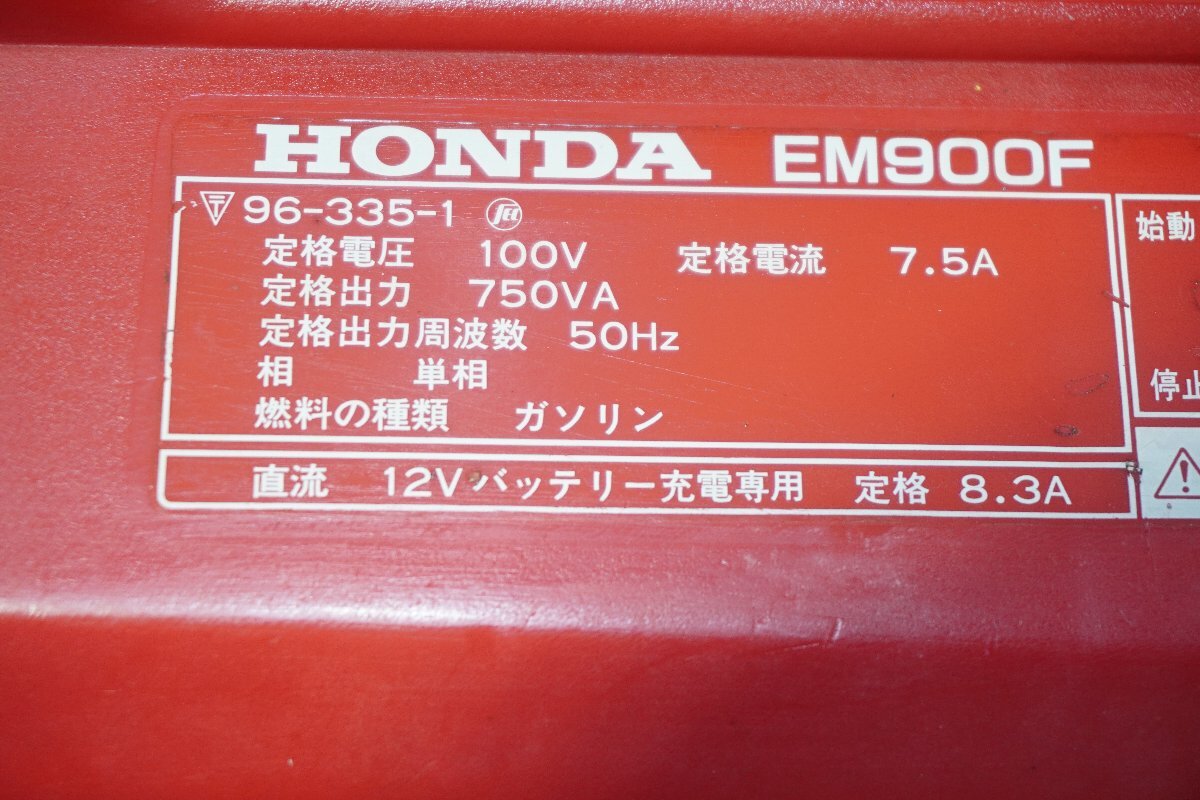 HONDA EM900F
96-335-1
定格電圧 100V 定格電流 7.5A
定格出力 750VA
定格出力周波数 50Hz
相 単相
燃料の種類 ガソリン
直流 12Vバッテリー充電専用 定格 8.3A
始動
停止